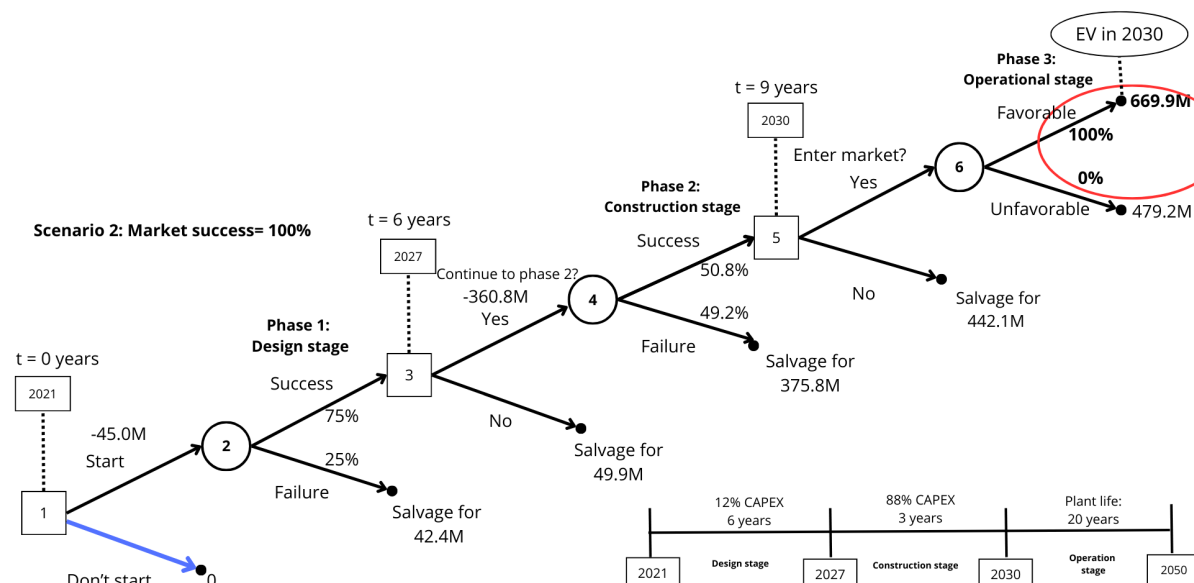 EV in 2030
Phase 3:
Operational stage
Favorable
669.9M
100%
0%
Unfavorable
479.2M
t = 9 years
2030
Enter market?
Yes
6
Phase 2:
Construction stage
Success
50.8%
5
No
Salvage for
442.1M
Scenario 2: Market success= 100%
t = 6 years
2027
Continue to phase 2?
-360.8M
Yes
4
49.2%
Failure
Salvage for
375.8M
Phase 1:
Design stage
Success
75%
3
No
Salvage for
49.9M
t = 0 years
2021
-45.0M
Start
2
25%
Failure
Salvage for
42.4M
1
Don't start
0
12% CAPEX
6 years
88% CAPEX
3 years
Plant life:
20 years
Design stage
Construction stage
Operation
stage
2021
2027
2030
2050